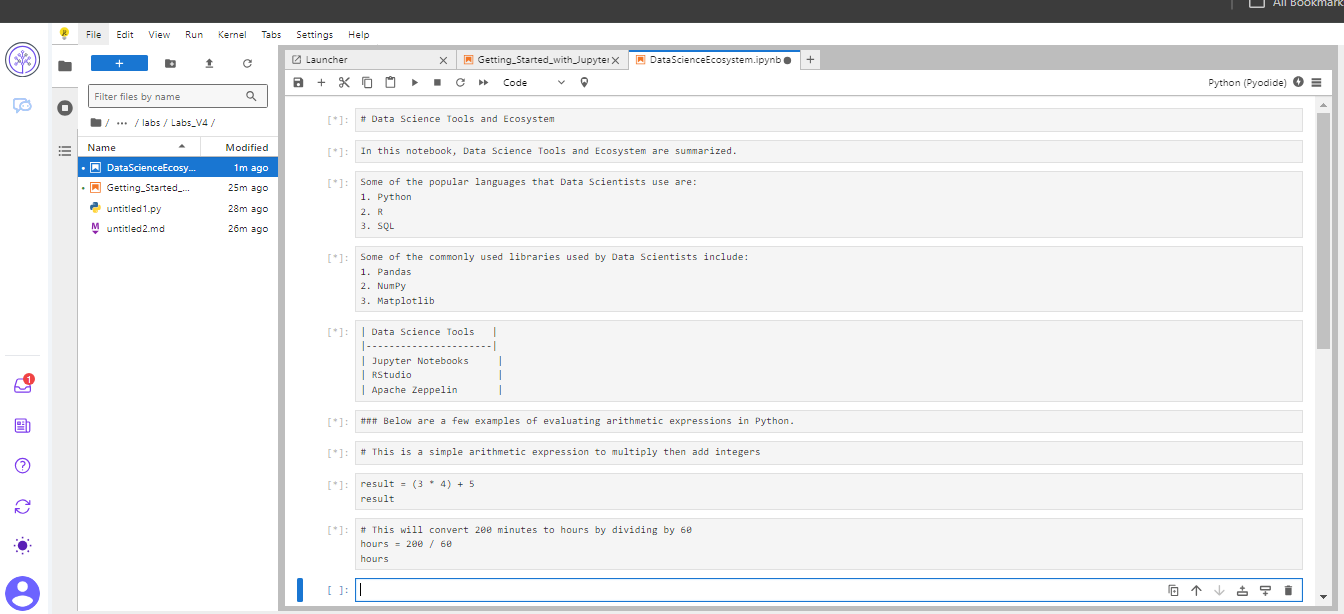 All Bookmark
File Edit View Run Kernel Tabs Settings Help
+
Launcher
Getting_Started_with_Jupyter
DataScienceEcosystem.ipynb
+
Filter files by name
Code
Python (Pyodide)
/ ··· / labs / Labs_V4 /
Name Modified
DataScienceEcosy... 1m ago
Getting_Started_... 25m ago
untitled1.py 28m ago
M untitled2.md 26m ago
1
[*]: # Data Science Tools and Ecosystem
[*]: In this notebook, Data Science Tools and Ecosystem are summarized.
[*]: Some of the popular languages that Data Scientists use are:
1. Python
2. R
3. SQL
[*]: Some of the commonly used libraries used by Data Scientists include:
1. Pandas
2. NumPy
3. Matplotlib
[*]: | Data Science Tools   |
|----------------------|
| Jupyter Notebooks     |
| RStudio               |
| Apache Zeppelin       |
[*]: ### Below are a few examples of evaluating arithmetic expressions in Python.
[*]: # This is a simple arithmetic expression to multiply then add integers
[*]: result = (3 * 4) + 5
result
[*]: # This will convert 200 minutes to hours by dividing by 60
hours = 200 / 60
hours
[ ]: